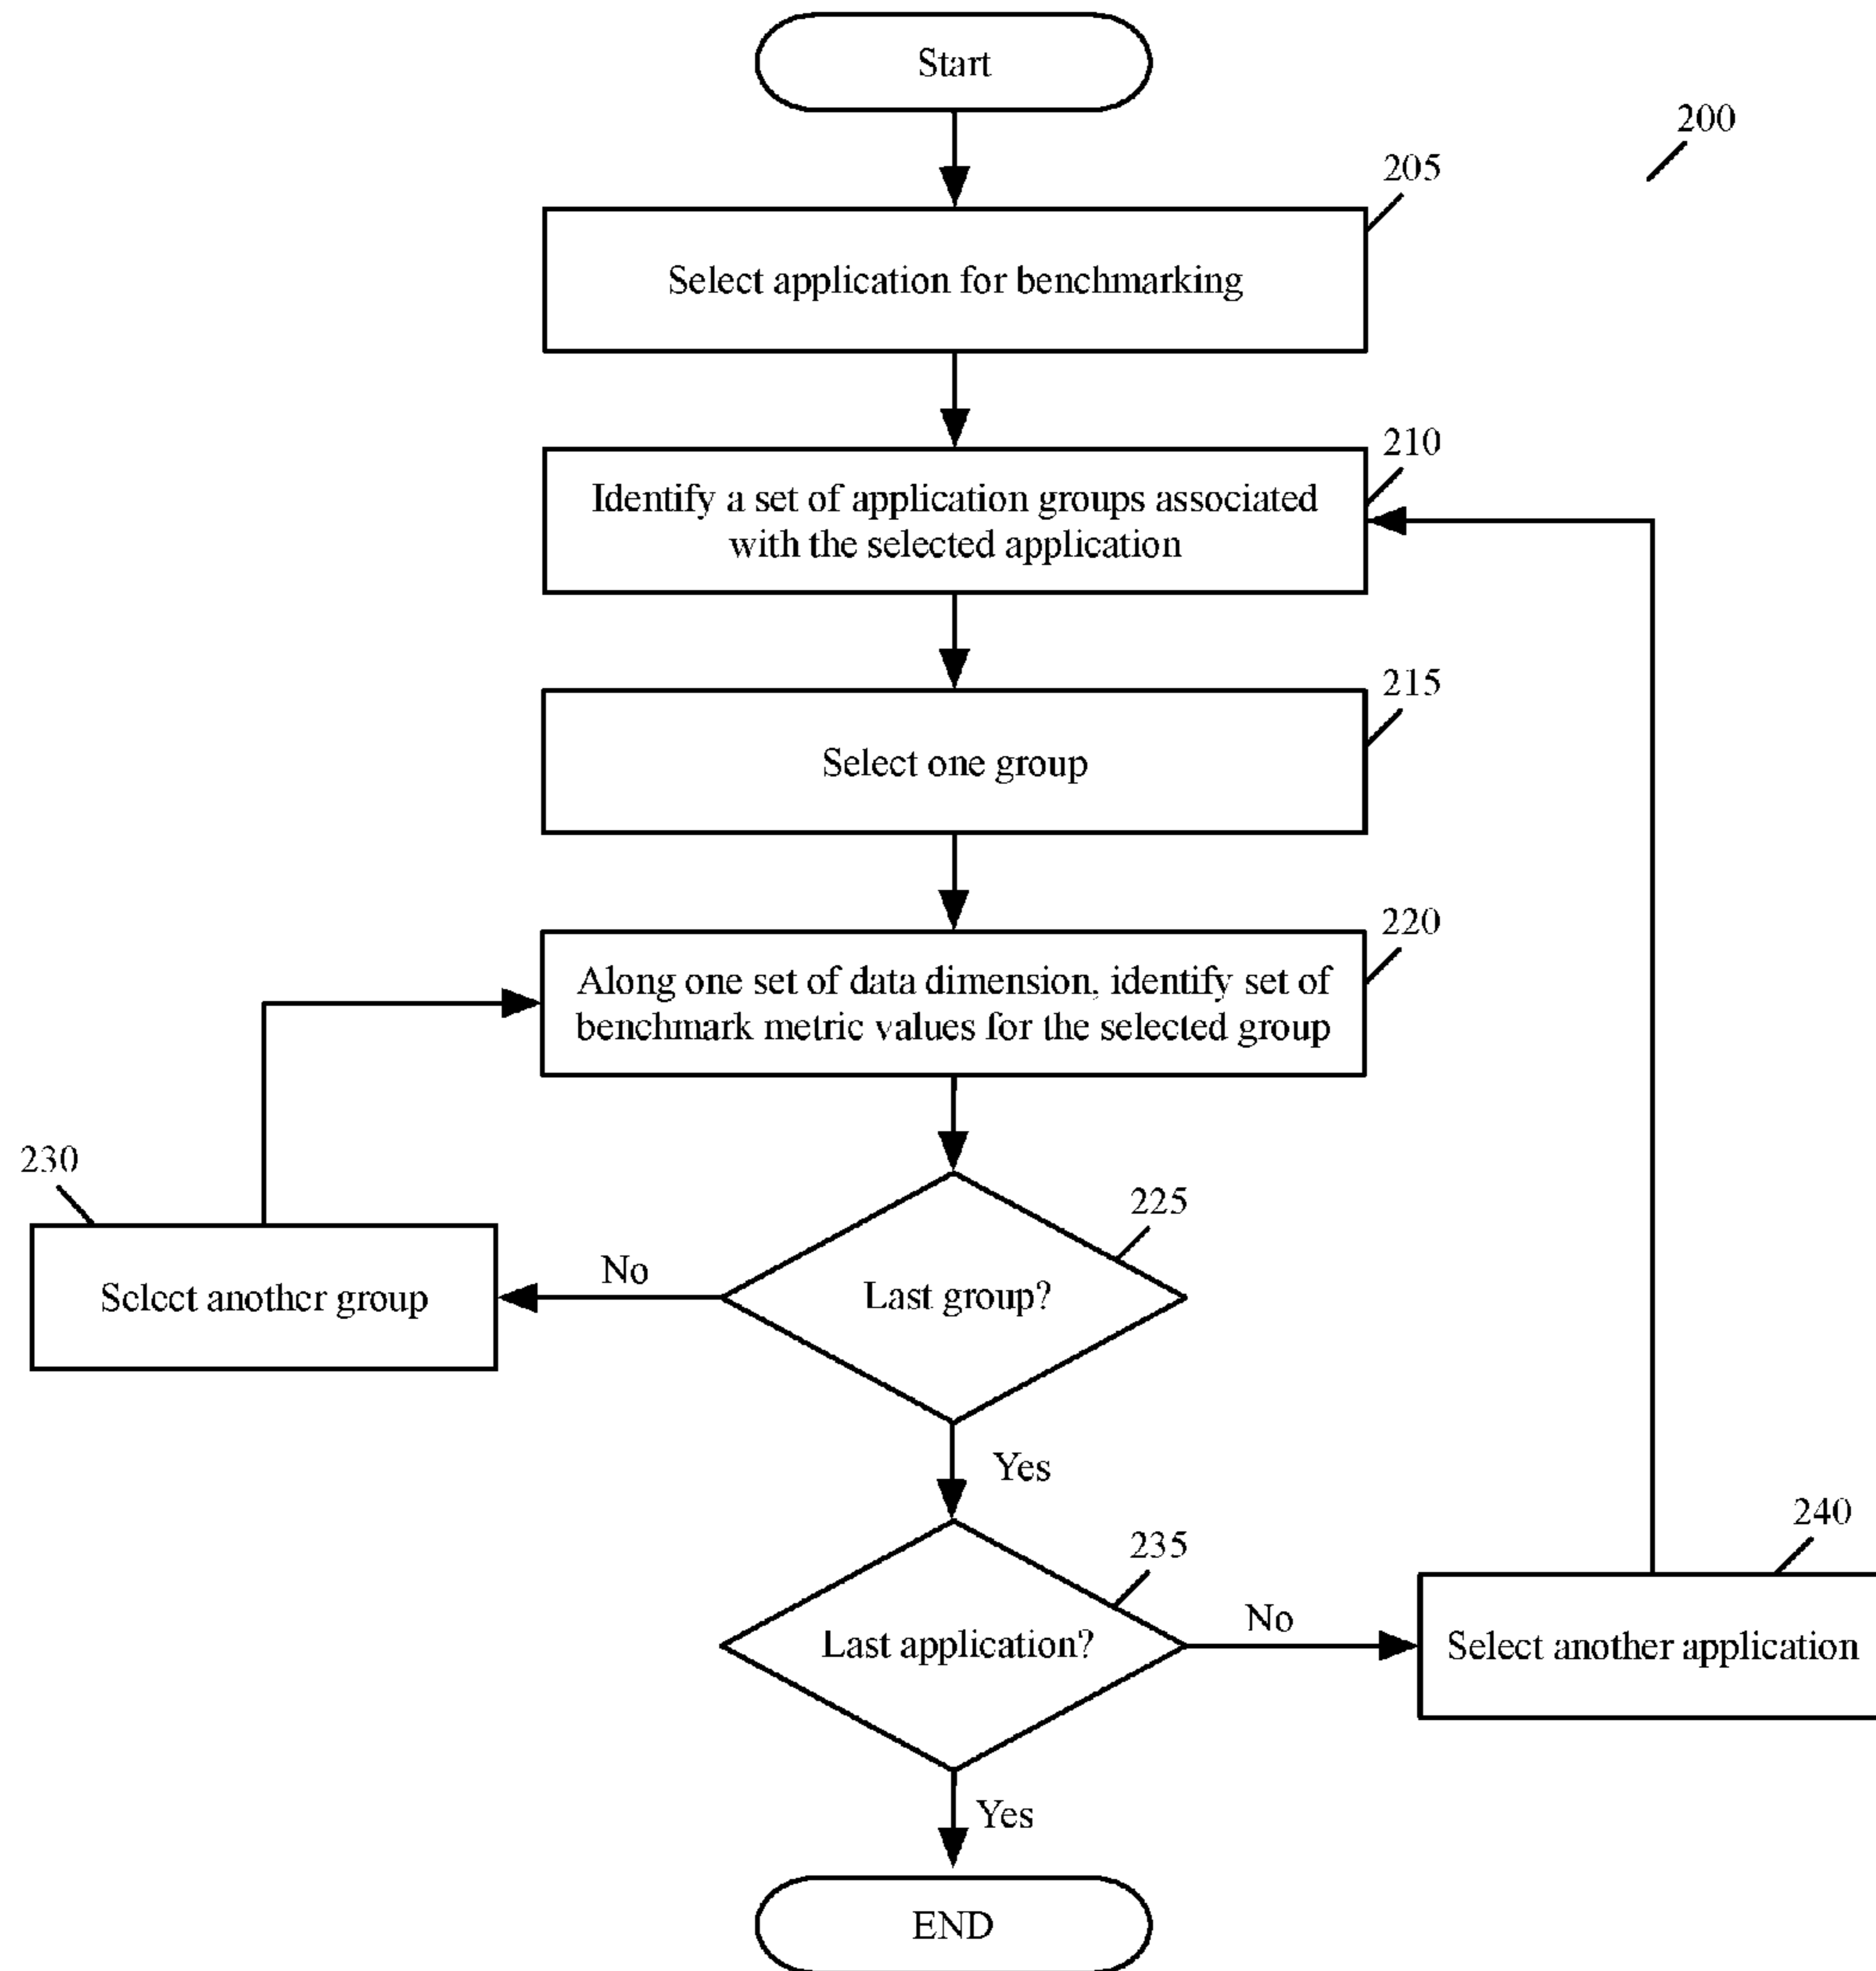 Start
200
205
Select application for benchmarking
210
Identify a set of application groups associated
with the selected application
215
Select one group
220
Along one set of data dimension, identify set of
benchmark metric values for the selected group
230
225
Select another group
No
Last group?
Yes
240
235
Last application?
No
Select another application
Yes
END